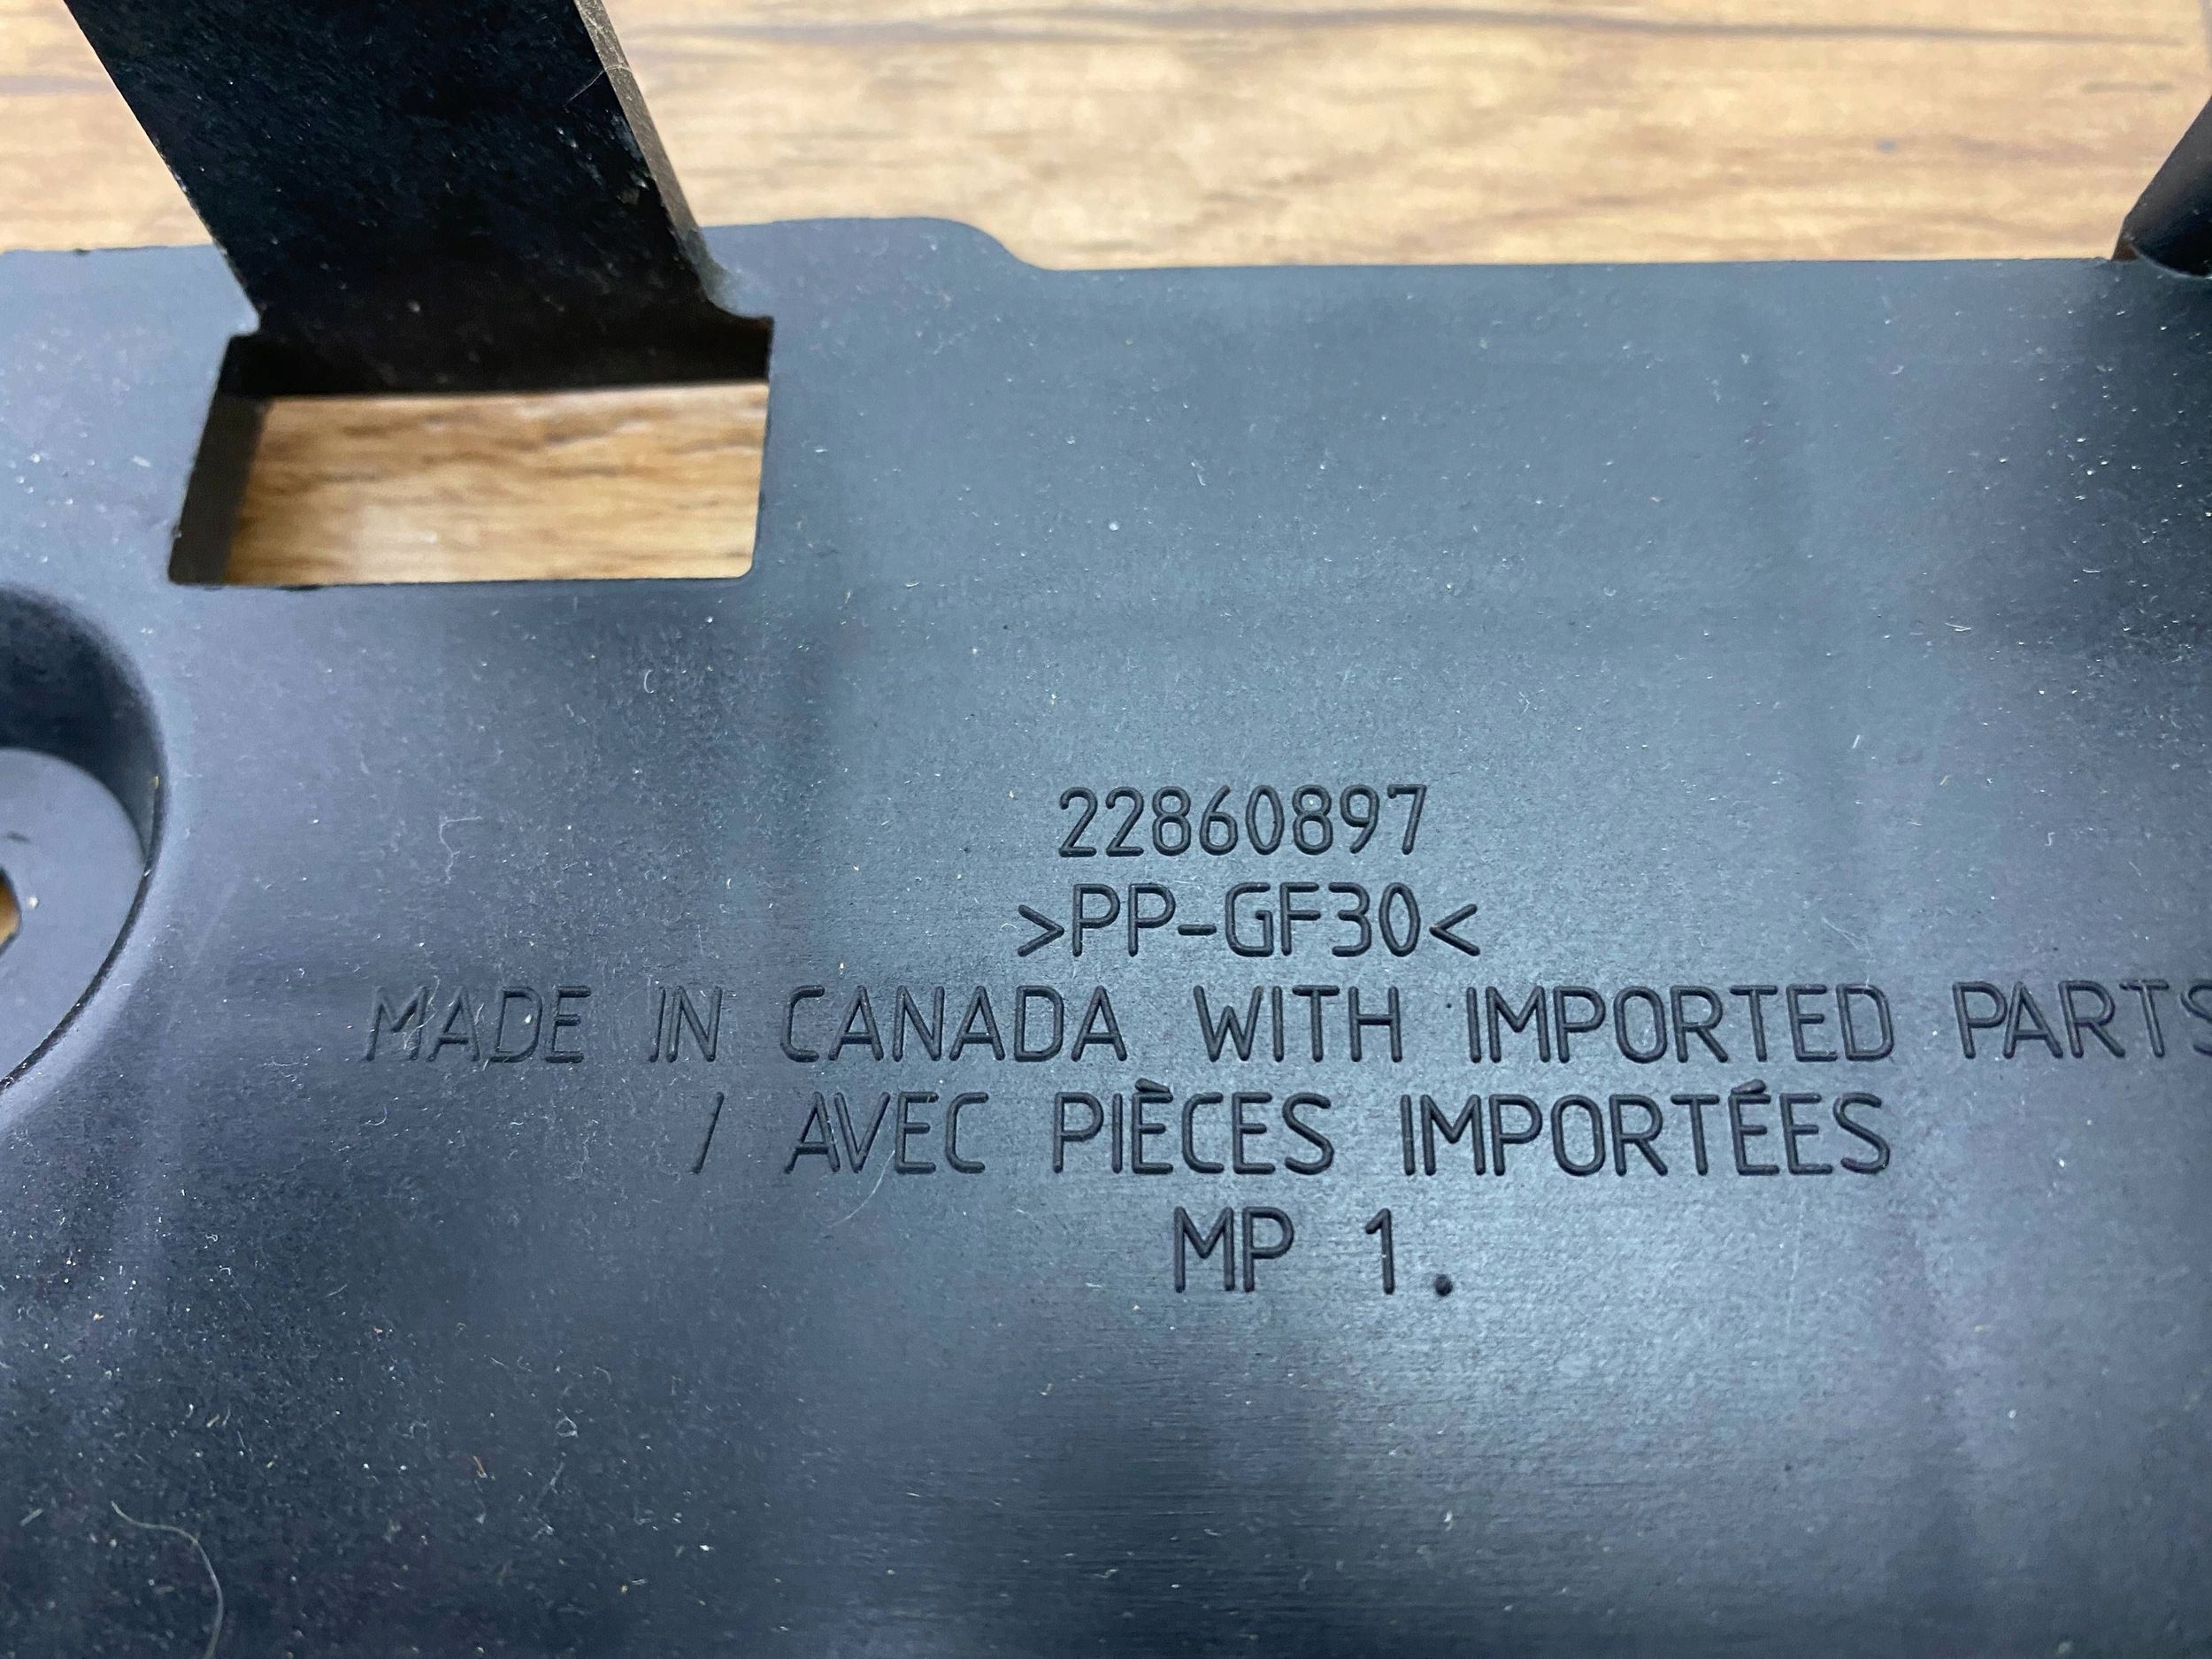 22860897
>PP-GF30<
MADE IN CANADA WITH IMPORTED PARTS
/ AVEC PIÈCES IMPORTÉES
MP 1.